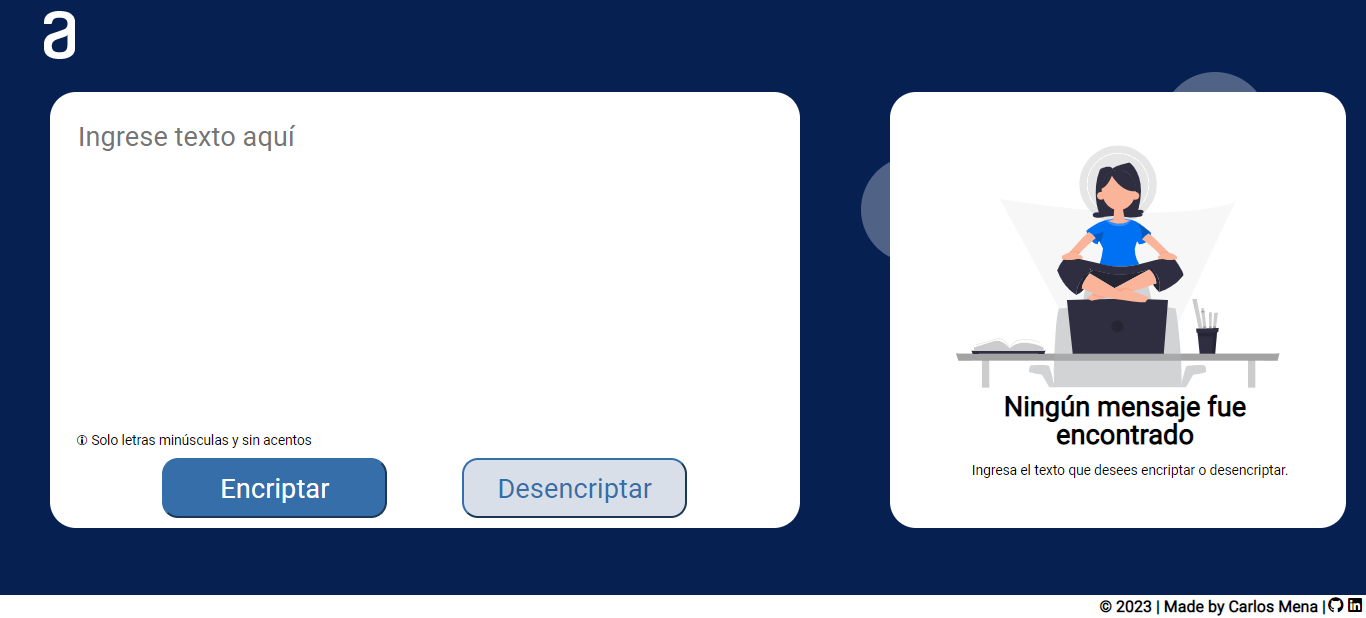 a
Ingrese texto aquí
Solo letras minúsculas y sin acentos
Encriptar
Desencriptar
Ningún mensaje fue
encontrado
Ingresa el texto que desees encriptar o desencriptar.
© 2023 | Made by Carlos Mena |